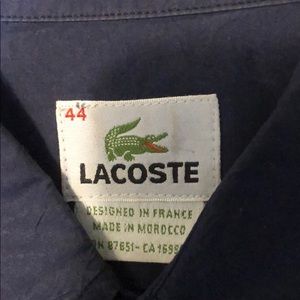 44
LACOSTE
DESIGNED IN FRANCE
MADE IN MOROCCO
87651- CA